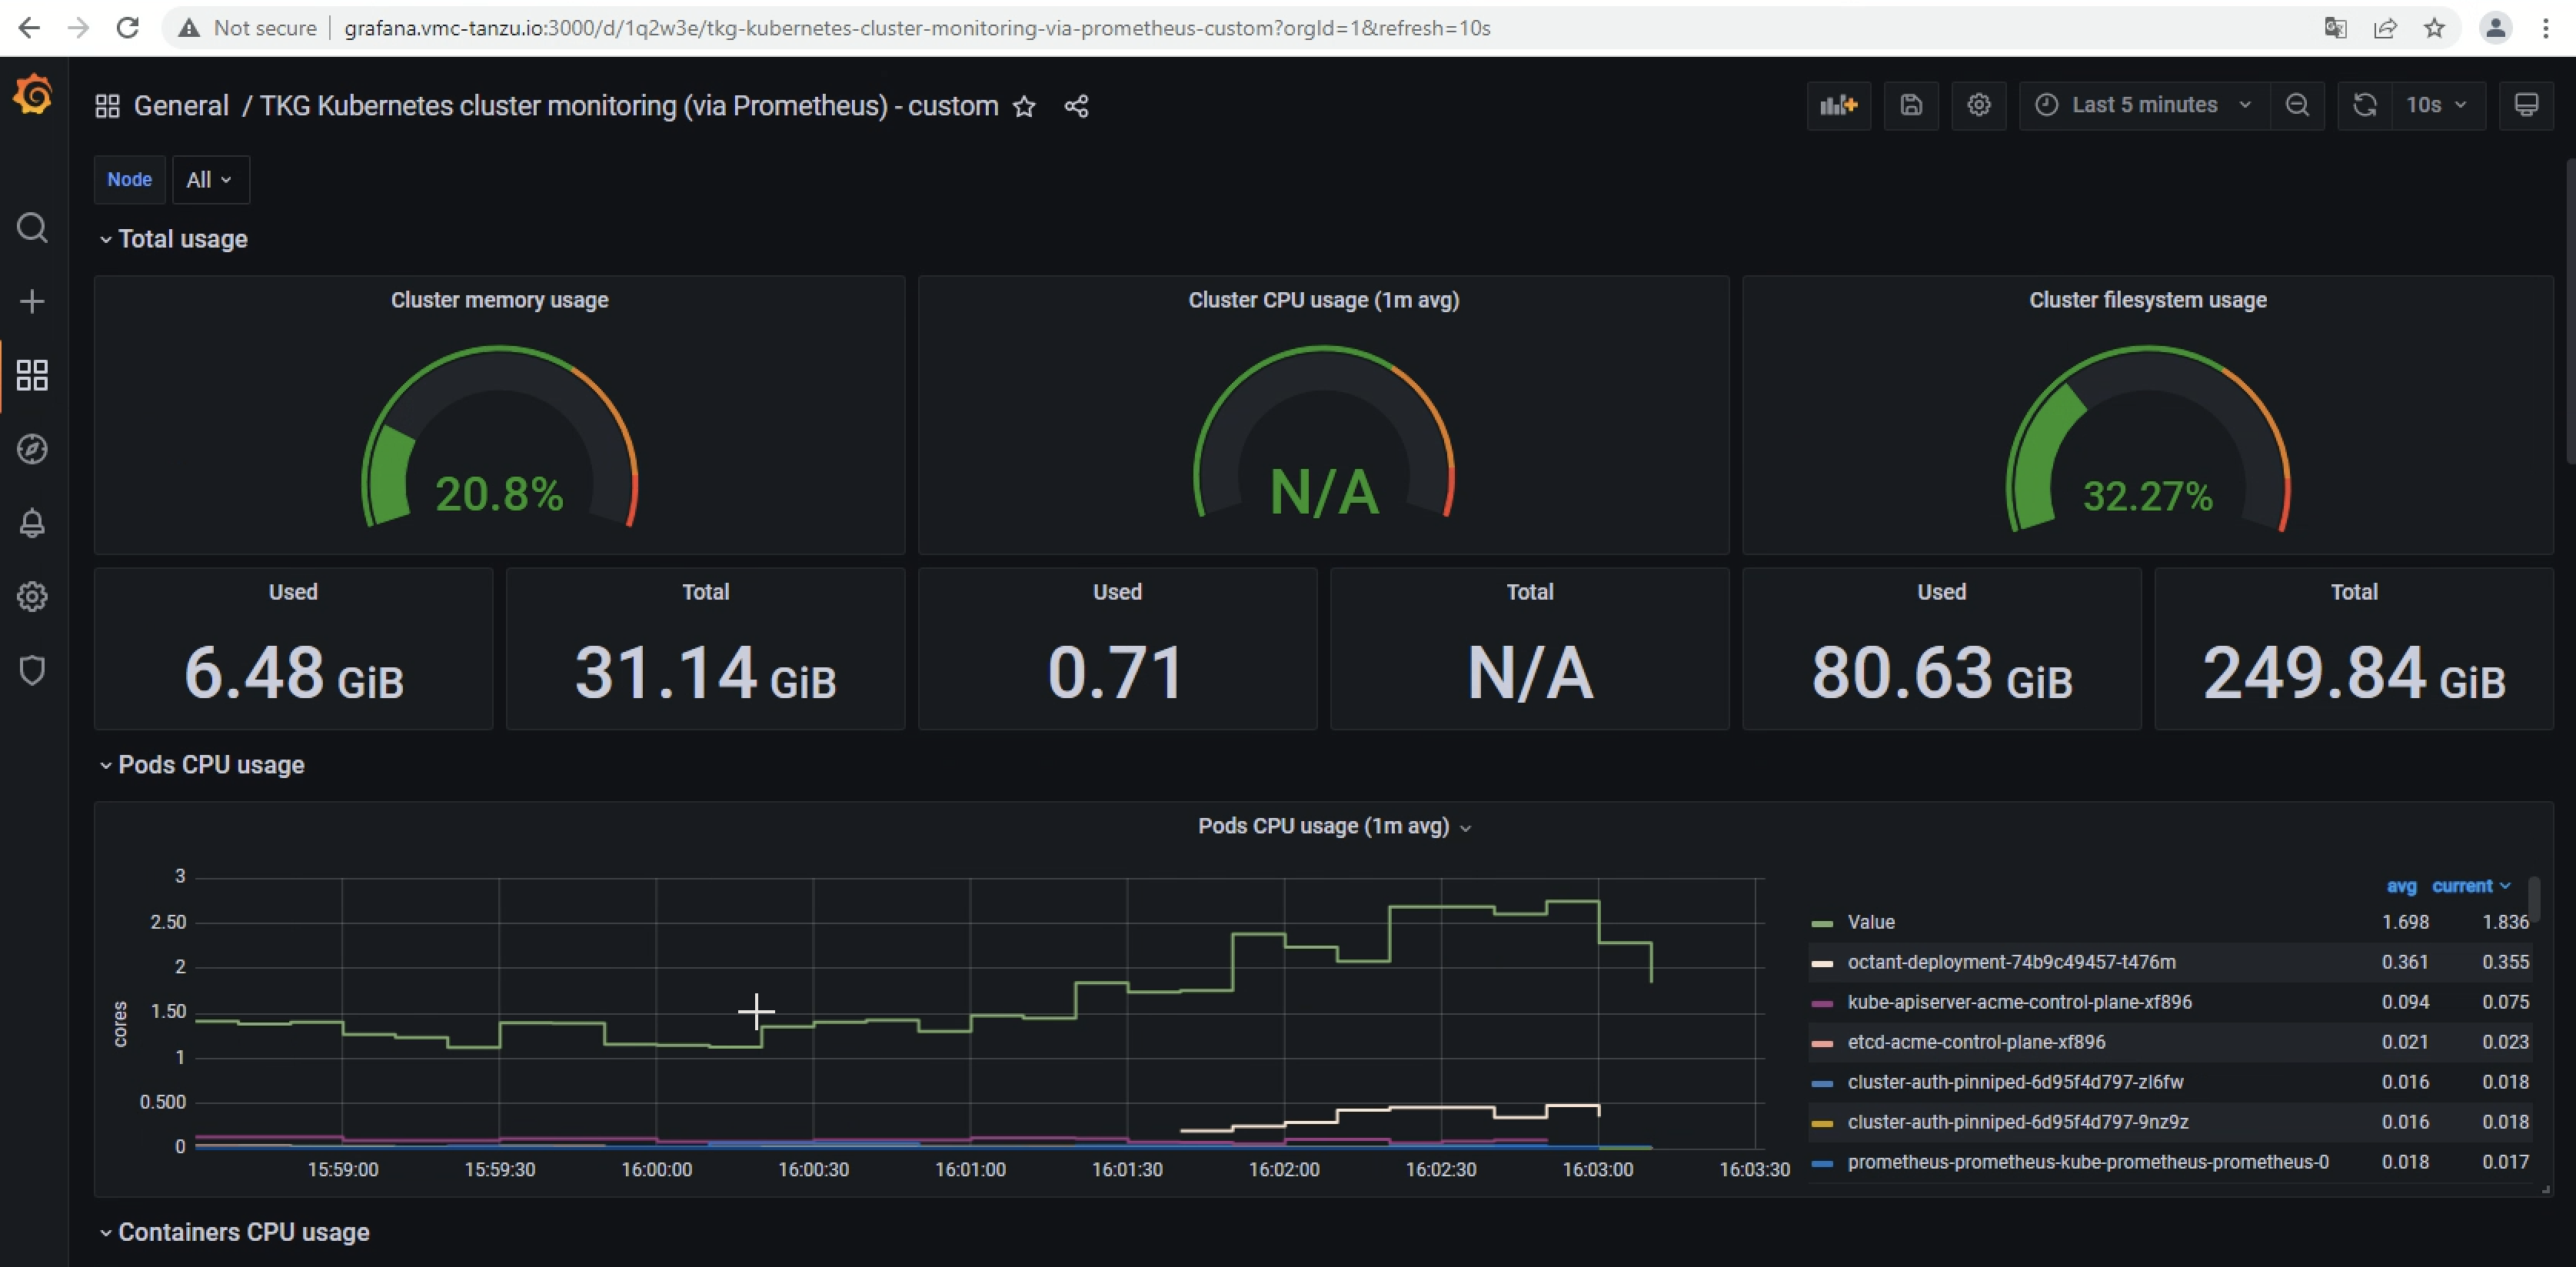 Not secure | grafana.vmc-tanzu.io:3000/d/1q2w3e/tkg-kubernetes-cluster-monitoring-via-prometheus-custom?orgId=1&refresh=10s
General / TKG Kubernetes cluster monitoring (via Prometheus) - custom
Last 5 minutes
10s
Node All
Total usage
Cluster memory usage
20.8%
Cluster CPU usage (1m avg)
N/A
Cluster filesystem usage
32.27%
Used
6.48 GiB
Total
31.14 GiB
Used
0.71
Total
N/A
Used
80.63 GiB
Total
249.84 GiB
Pods CPU usage
Pods CPU usage (1m avg)
cores
3
2.50
2
1.50
1
0.500
0
15:59:00 15:59:30 16:00:00 16:00:30 16:01:00 16:01:30 16:02:00 16:02:30 16:03:00 16:03:30
avg current
Value 1.698 1.836
octant-deployment-74b9c49457-t476m 0.361 0.355
kube-apiserver-acme-control-plane-xf896 0.094 0.075
etcd-acme-control-plane-xf896 0.021 0.023
cluster-auth-pinniped-6d95f4d797-zl6fw 0.016 0.018
cluster-auth-pinniped-6d95f4d797-9nz9z 0.016 0.018
prometheus-prometheus-kube-prometheus-prometheus-0 0.018 0.017
Containers CPU usage